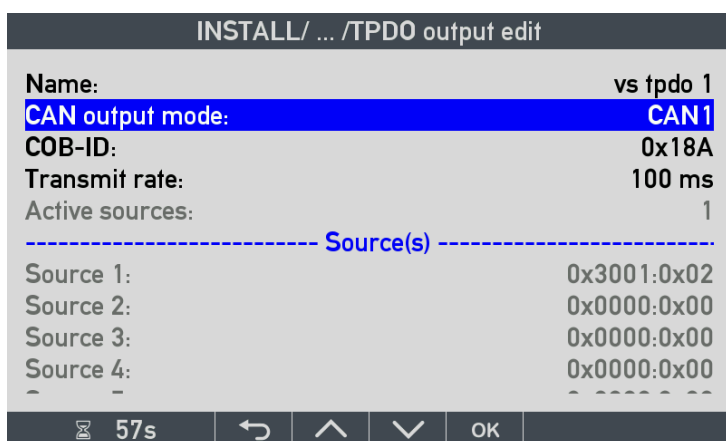 INSTALL/ ... /TPDO output edit
Name: vs tpdo 1
CAN output mode: CAN1
COB-ID: 0x18A
Transmit rate: 100 ms
Active sources: 1
Source(s)
Source 1: 0x3001:0x02
Source 2: 0x0000:0x00
Source 3: 0x0000:0x00
Source 4: 0x0000:0x00
57s OK